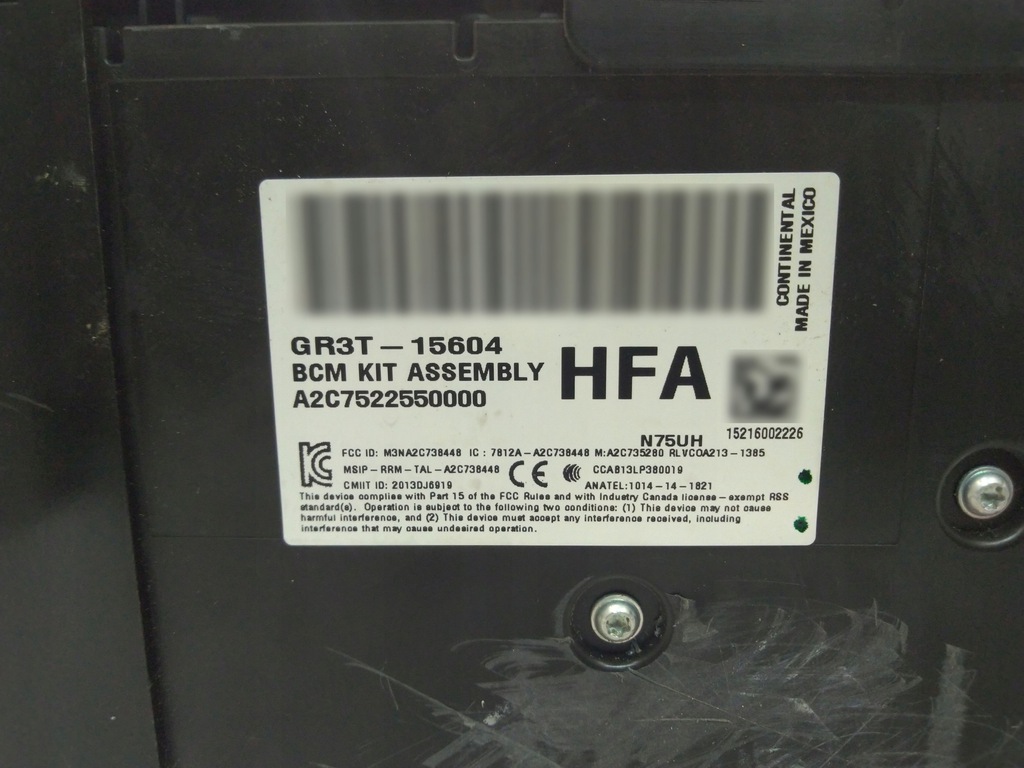 CONTINENTAL
MADE IN MEXICO
GR3T-15604
BCM KIT ASSEMBLY
A2C7522550000
HFA
15216002226
N75UH
FCC ID: M3NA2C738448 IC: 7812A-A2C738448 M:A2C735280 RLVCOA213-1385
MSIP-RRM-TAL-A2C738448 CE CCAB13LP380019
CMIIT ID: 2013DJ6919 ANATEL:1014-14-1821
This device complies with Part 15 of the FCC Rules and with Industry Canada license-exempt RSS
standard(s). Operation is subject to the following two conditions: (1) This device may not cause
harmful interference, and (2) This device must accept any interference received, including
interference that may cause undesired operation.